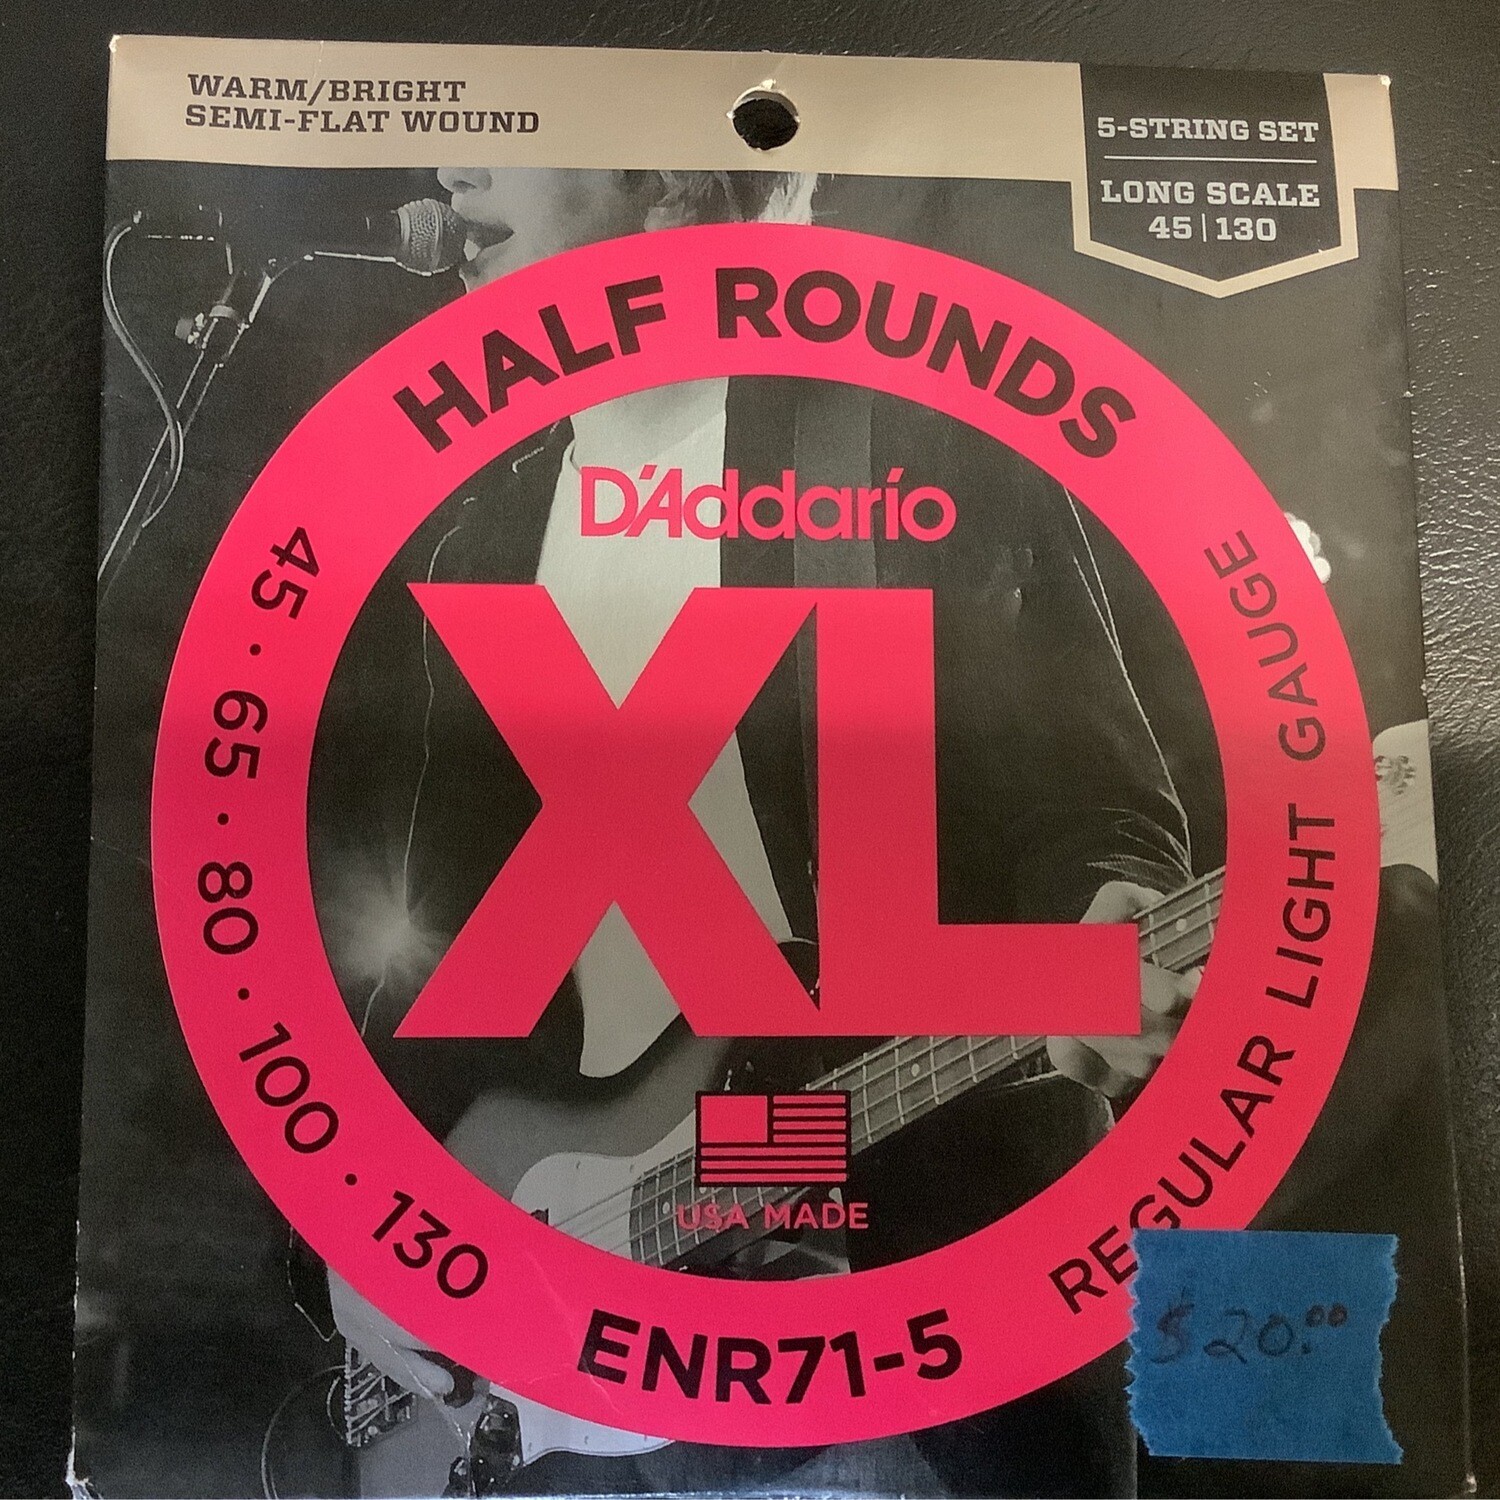 WARM/BRIGHT
SEMI-FLAT WOUND
5-STRING SET
LONG SCALE
45 | 130
HALF ROUNDS
D'Addario
XL
45 · 65 · 80 · 100 · 130
REGULAR LIGHT GAUGE
USA MADE
ENR71-5
$20.00